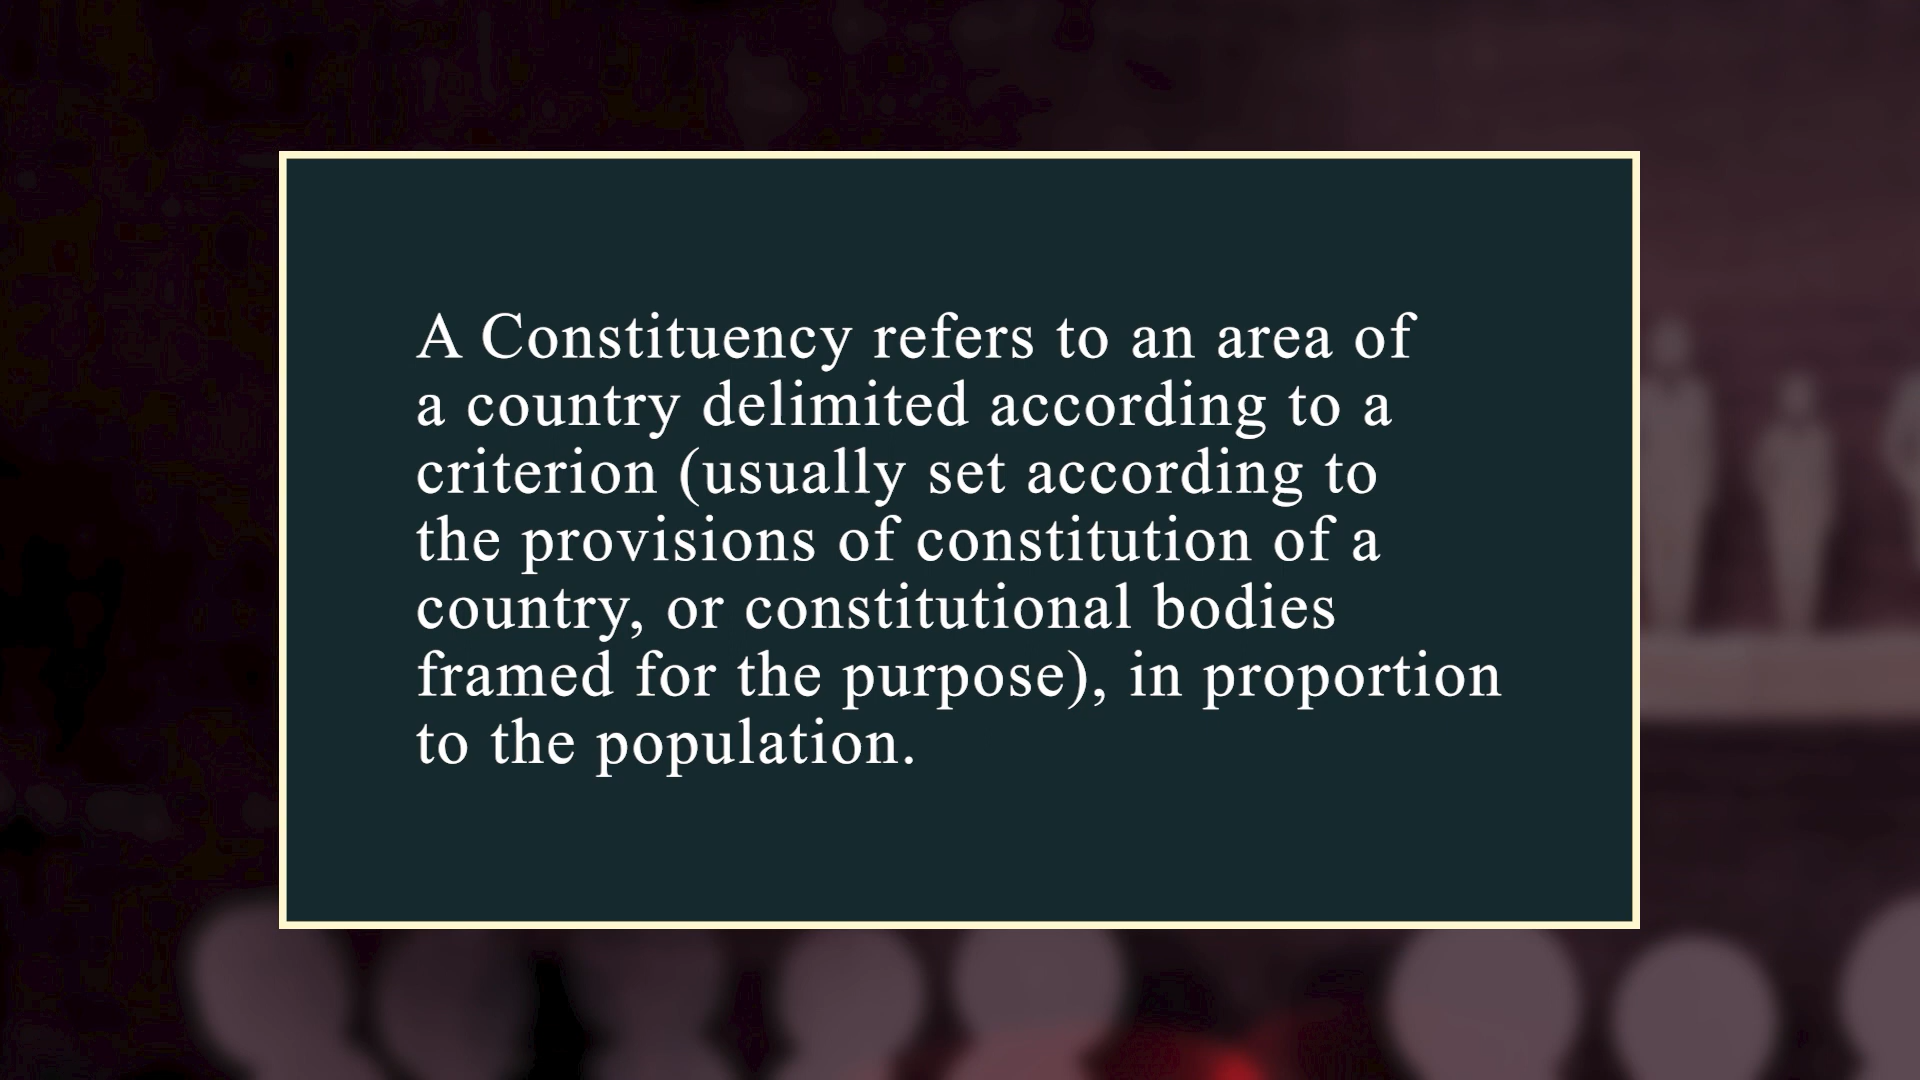 A Constituency refers to an area of
a country delimited according to a
criterion (usually set according to
the provisions of constitution of a
country, or constitutional bodies
framed for the purpose), in proportion
to the population.